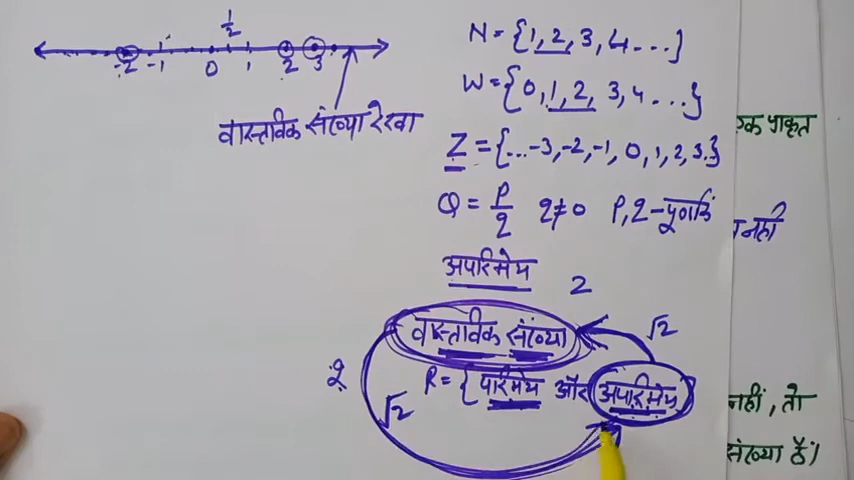 1/2
-2 -1 0 1 2 3
वास्तविक संख्या रेखा
N = {1, 2, 3, 4 ...}
W = {0, 1, 2, 3, 4 ...}
Z = {...-3, -2, -1, 0, 1, 2, 3..}
Q = P/q q≠0 P, q - पूर्णांक
अपरिमेय
2
वास्तविक संख्या
√2
R = { परिमेय और अपरिमेय }
√2
एक प्राकृत
नहीं
नहीं, तो
संख्या है।